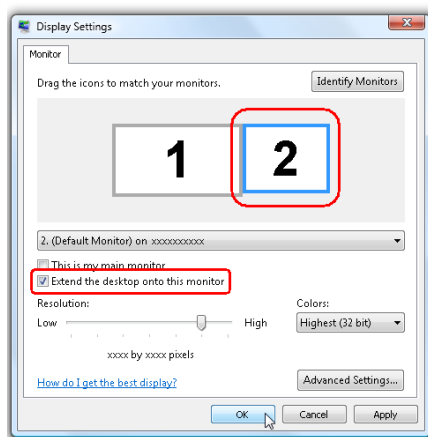 Display Settings
Monitor
Drag the icons to match your monitors.
Identify Monitors
1
2
2. (Default Monitor) on xxxxxxxxxx
This is my main monitor
Extend the desktop onto this monitor
Resolution:
Colors:
Low
High
Highest (32 bit)
xxxx by xxxx pixels
How do I get the best display?
Advanced Settings...
OK
Cancel
Apply